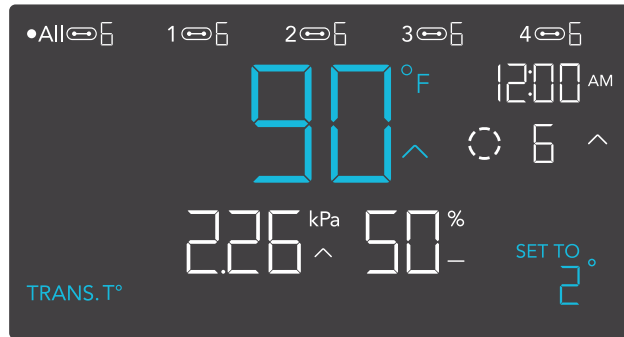 •All 6 1 6 2 6 3 6 4 6
90 °F
12:00 AM
6
2.26 kPa 50 %
SET TO
2°
TRANS. T°